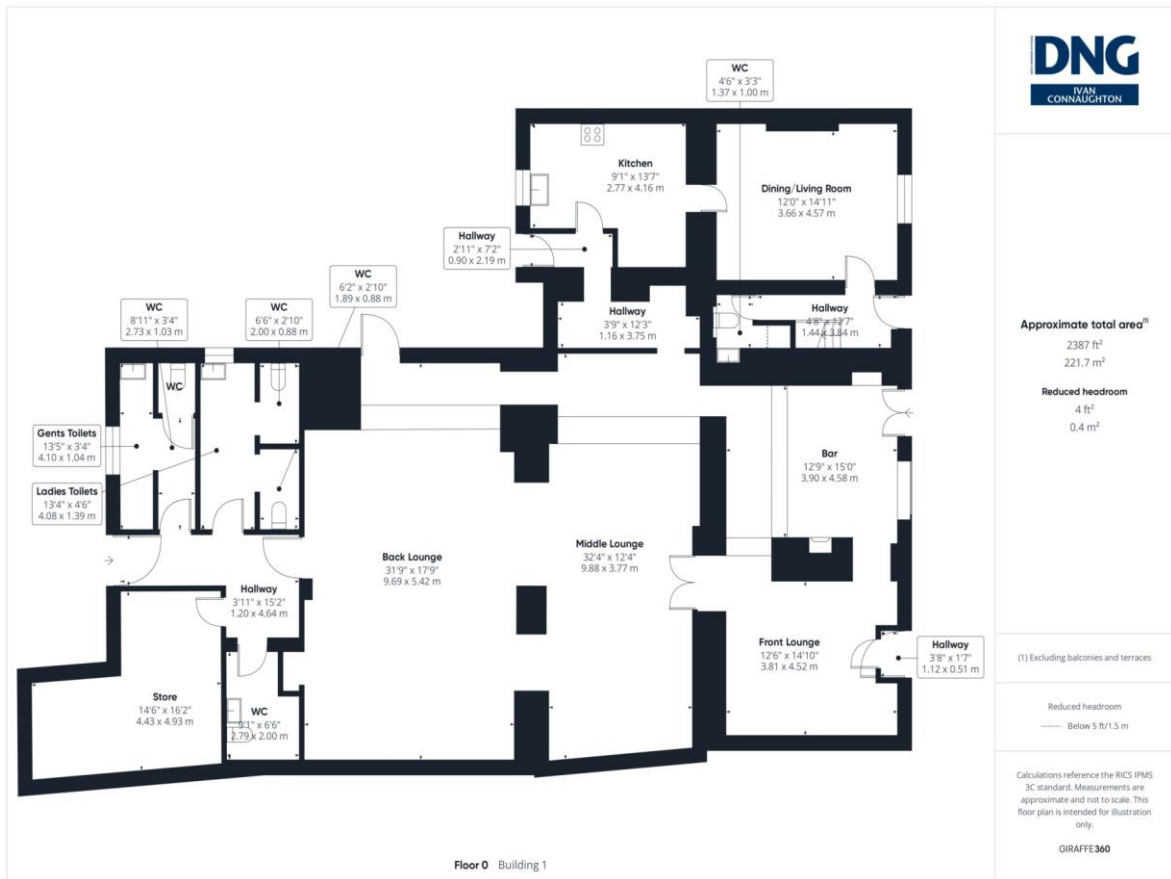 WC
4'6" x 3'3"
1.37 x 1.00 m
Kitchen
9'1" x 13'7"
2.77 x 4.16 m
Dining/Living Room
12'0" x 14'11"
3.66 x 4.57 m
Hallway
2'11" x 7'2"
0.90 x 2.19 m
WC
6'2" x 2'10"
1.89 x 0.88 m
WC
8'11" x 3'4"
2.73 x 1.03 m
WC
6'6" x 2'10"
2.00 x 0.88 m
Hallway
3'9" x 12'3"
1.16 x 3.75 m
Hallway
4'8" x 12'7"
1.44 x 3.84 m
WC
Gents Toilets
13'5" x 3'4"
4.10 x 1.04 m
Ladies Toilets
13'4" x 4'6"
4.08 x 1.39 m
Bar
12'9" x 15'0"
3.90 x 4.58 m
Back Lounge
31'9" x 17'9"
9.69 x 5.42 m
Middle Lounge
32'4" x 12'4"
9.88 x 3.77 m
Hallway
3'11" x 15'2"
1.20 x 4.64 m
Front Lounge
12'6" x 14'10"
3.81 x 4.52 m
Hallway
3'8" x 1'7"
1.12 x 0.51 m
Store
14'6" x 16'2"
4.43 x 4.93 m
WC
9'1" x 6'6"
2.79 x 2.00 m
Floor 0 Building 1
DNG
IVAN
CONNAUGHTON
Approximate total area(1)
2387 ft²
221.7 m²
Reduced headroom
4 ft²
0.4 m²
(1) Excluding balconies and terraces
Reduced headroom
Below 5 ft/1.5 m
Calculations reference the RICS IPMS
3C standard. Measurements are
approximate and not to scale. This
floor plan is intended for illustration
only.
GIRAFFE360